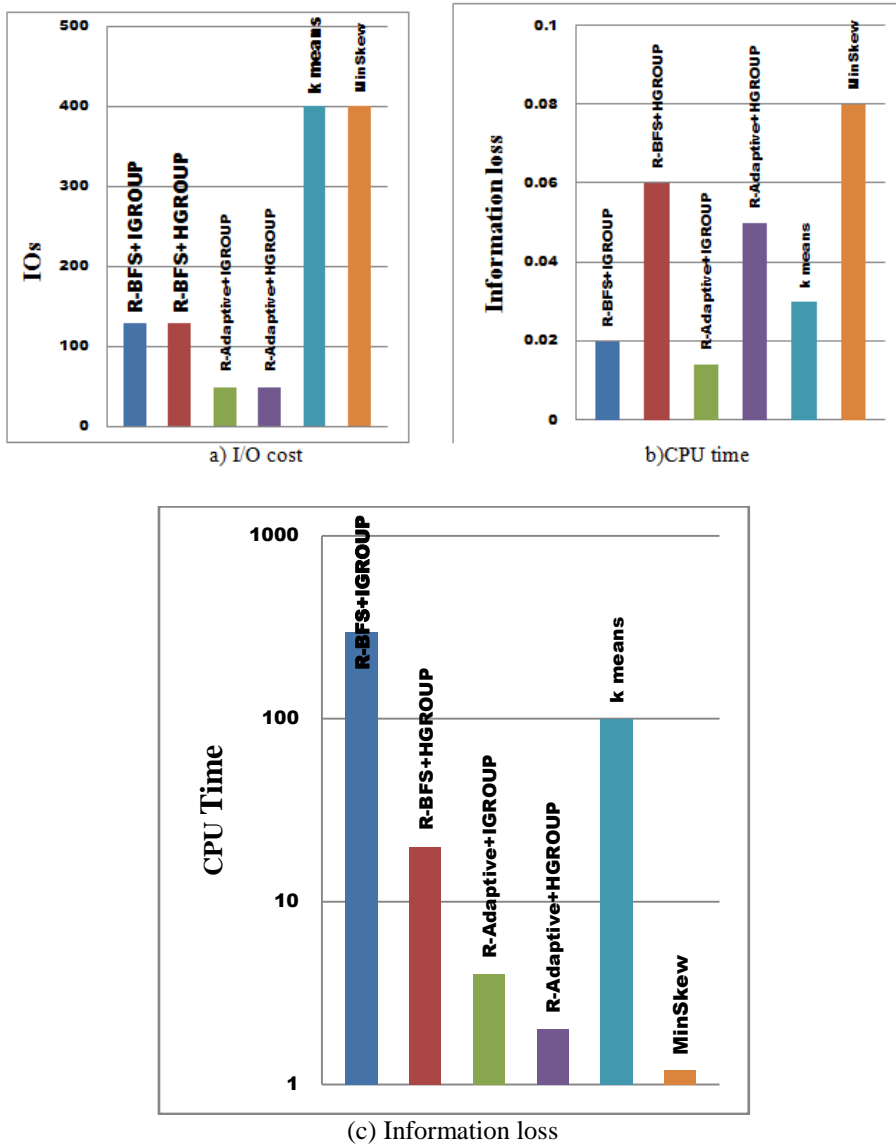 500
400
300
200
100
0
IOs
R-BFS+IGROUP
R-BFS+HGROUP
R-Adaptive+IGROUP
R-Adaptive+HGROUP
k means
MinSkew
a) I/O cost
0.1
0.08
0.06
0.04
0.02
0
Information loss
R-BFS+IGROUP
R-BFS+HGROUP
R-Adaptive+IGROUP
R-Adaptive+HGROUP
k means
MinSkew
b)CPU time
1000
100
10
1
CPU Time
R-BFS+IGROUP
R-BFS+HGROUP
R-Adaptive+IGROUP
R-Adaptive+HGROUP
k means
MinSkew
(c) Information loss